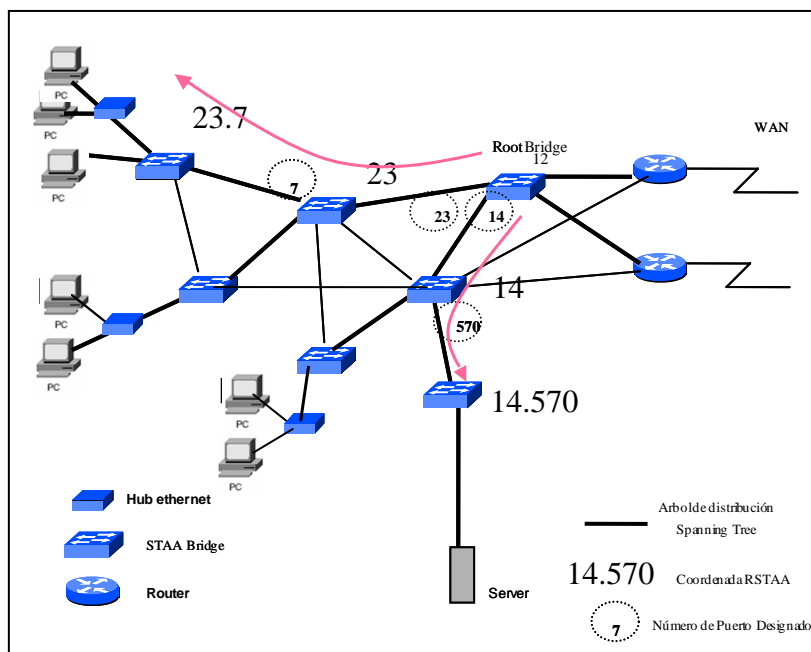 PC
PC
PC
23.7
Root Bridge
12
WAN
23
7
23
14
14
570
PC
PC
14.570
PC
PC
Hub ethernet
STAA Bridge
Router
Server
Arbol de distribución
Spanning Tree
14.570 Coordenada RSTAA
7 Número de Puerto Designado